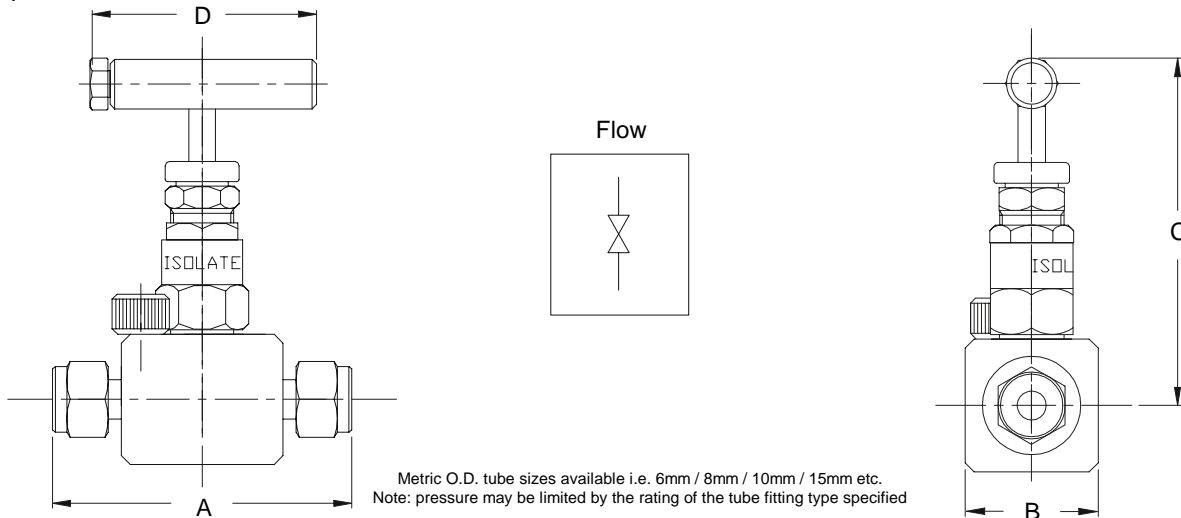 D
Flow
C
ISOLATE
ISOL
Metric O.D. tube sizes available i.e. 6mm / 8mm / 10mm / 15mm etc.
Note: pressure may be limited by the rating of the tube fitting type specified
A
B